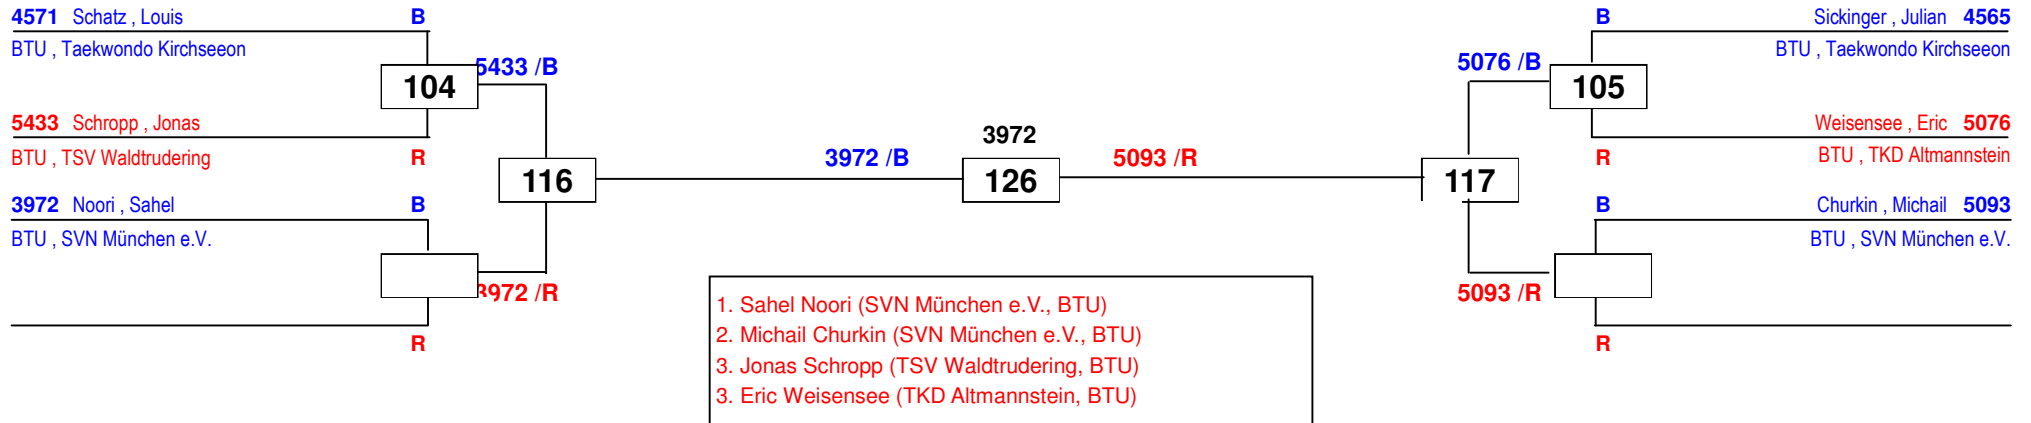 4571 Schatz , Louis B
BTU , Taekwondo Kirchseeon
5433 /B
104
5433 Schropp , Jonas
BTU , TSV Waldtrudering R
116
3972 Noori , Sahel B
BTU , SVN München e.V.
3972 /R
R
3972 /B
3972
126
5093 /R
1. Sahel Noori (SVN München e.V., BTU)
2. Michail Churkin (SVN München e.V., BTU)
3. Jonas Schropp (TSV Waldtrudering, BTU)
3. Eric Weisensee (TKD Altmannstein, BTU)
B Sickinger , Julian 4565
BTU , Taekwondo Kirchseeon
5076 /B
105
Weisensee , Eric 5076
R BTU , TKD Altmannstein
117
B Churkin , Michail 5093
BTU , SVN München e.V.
5093 /R
R